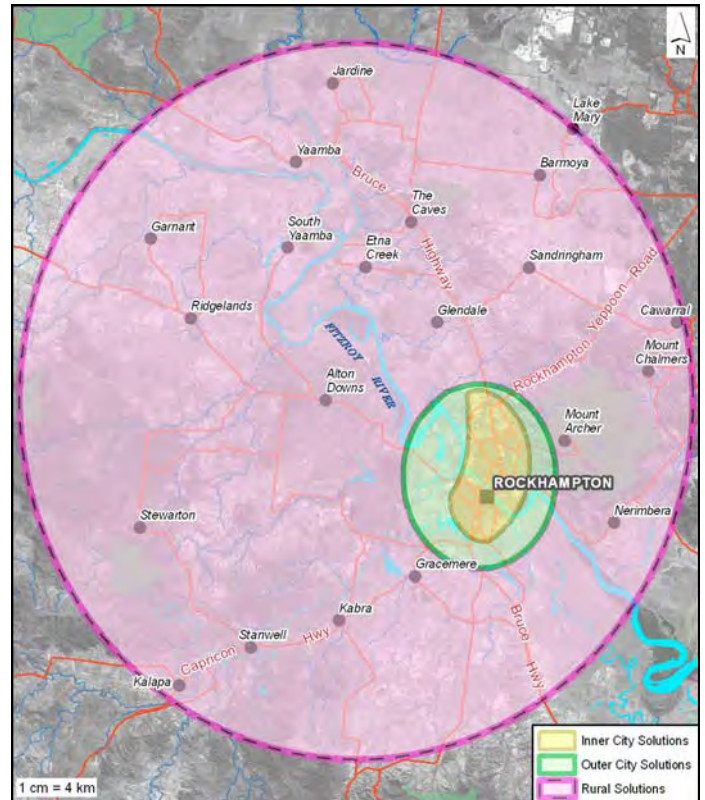 N
Jardine
Lake
Mary
Yaamba
Bruce
Barmoya
The
Caves
Garnant
South
Yaamba
Etna
Creek
Highway
Sandringham
Ridgelands
Glendale
Rockhampton - Yeppoon - Road
Cawarral
Mount
Chalmers
FITZROY
RIVER
Alton
Downs
Mount
Archer
ROCKHAMPTON
Stewarton
Nerimbera
Gracemere
Kabra
Bruce
Hwy
Stanwell
Capricon
Hwy
Kalapa
Inner City Solutions
Outer City Solutions
Rural Solutions
1 cm = 4 km